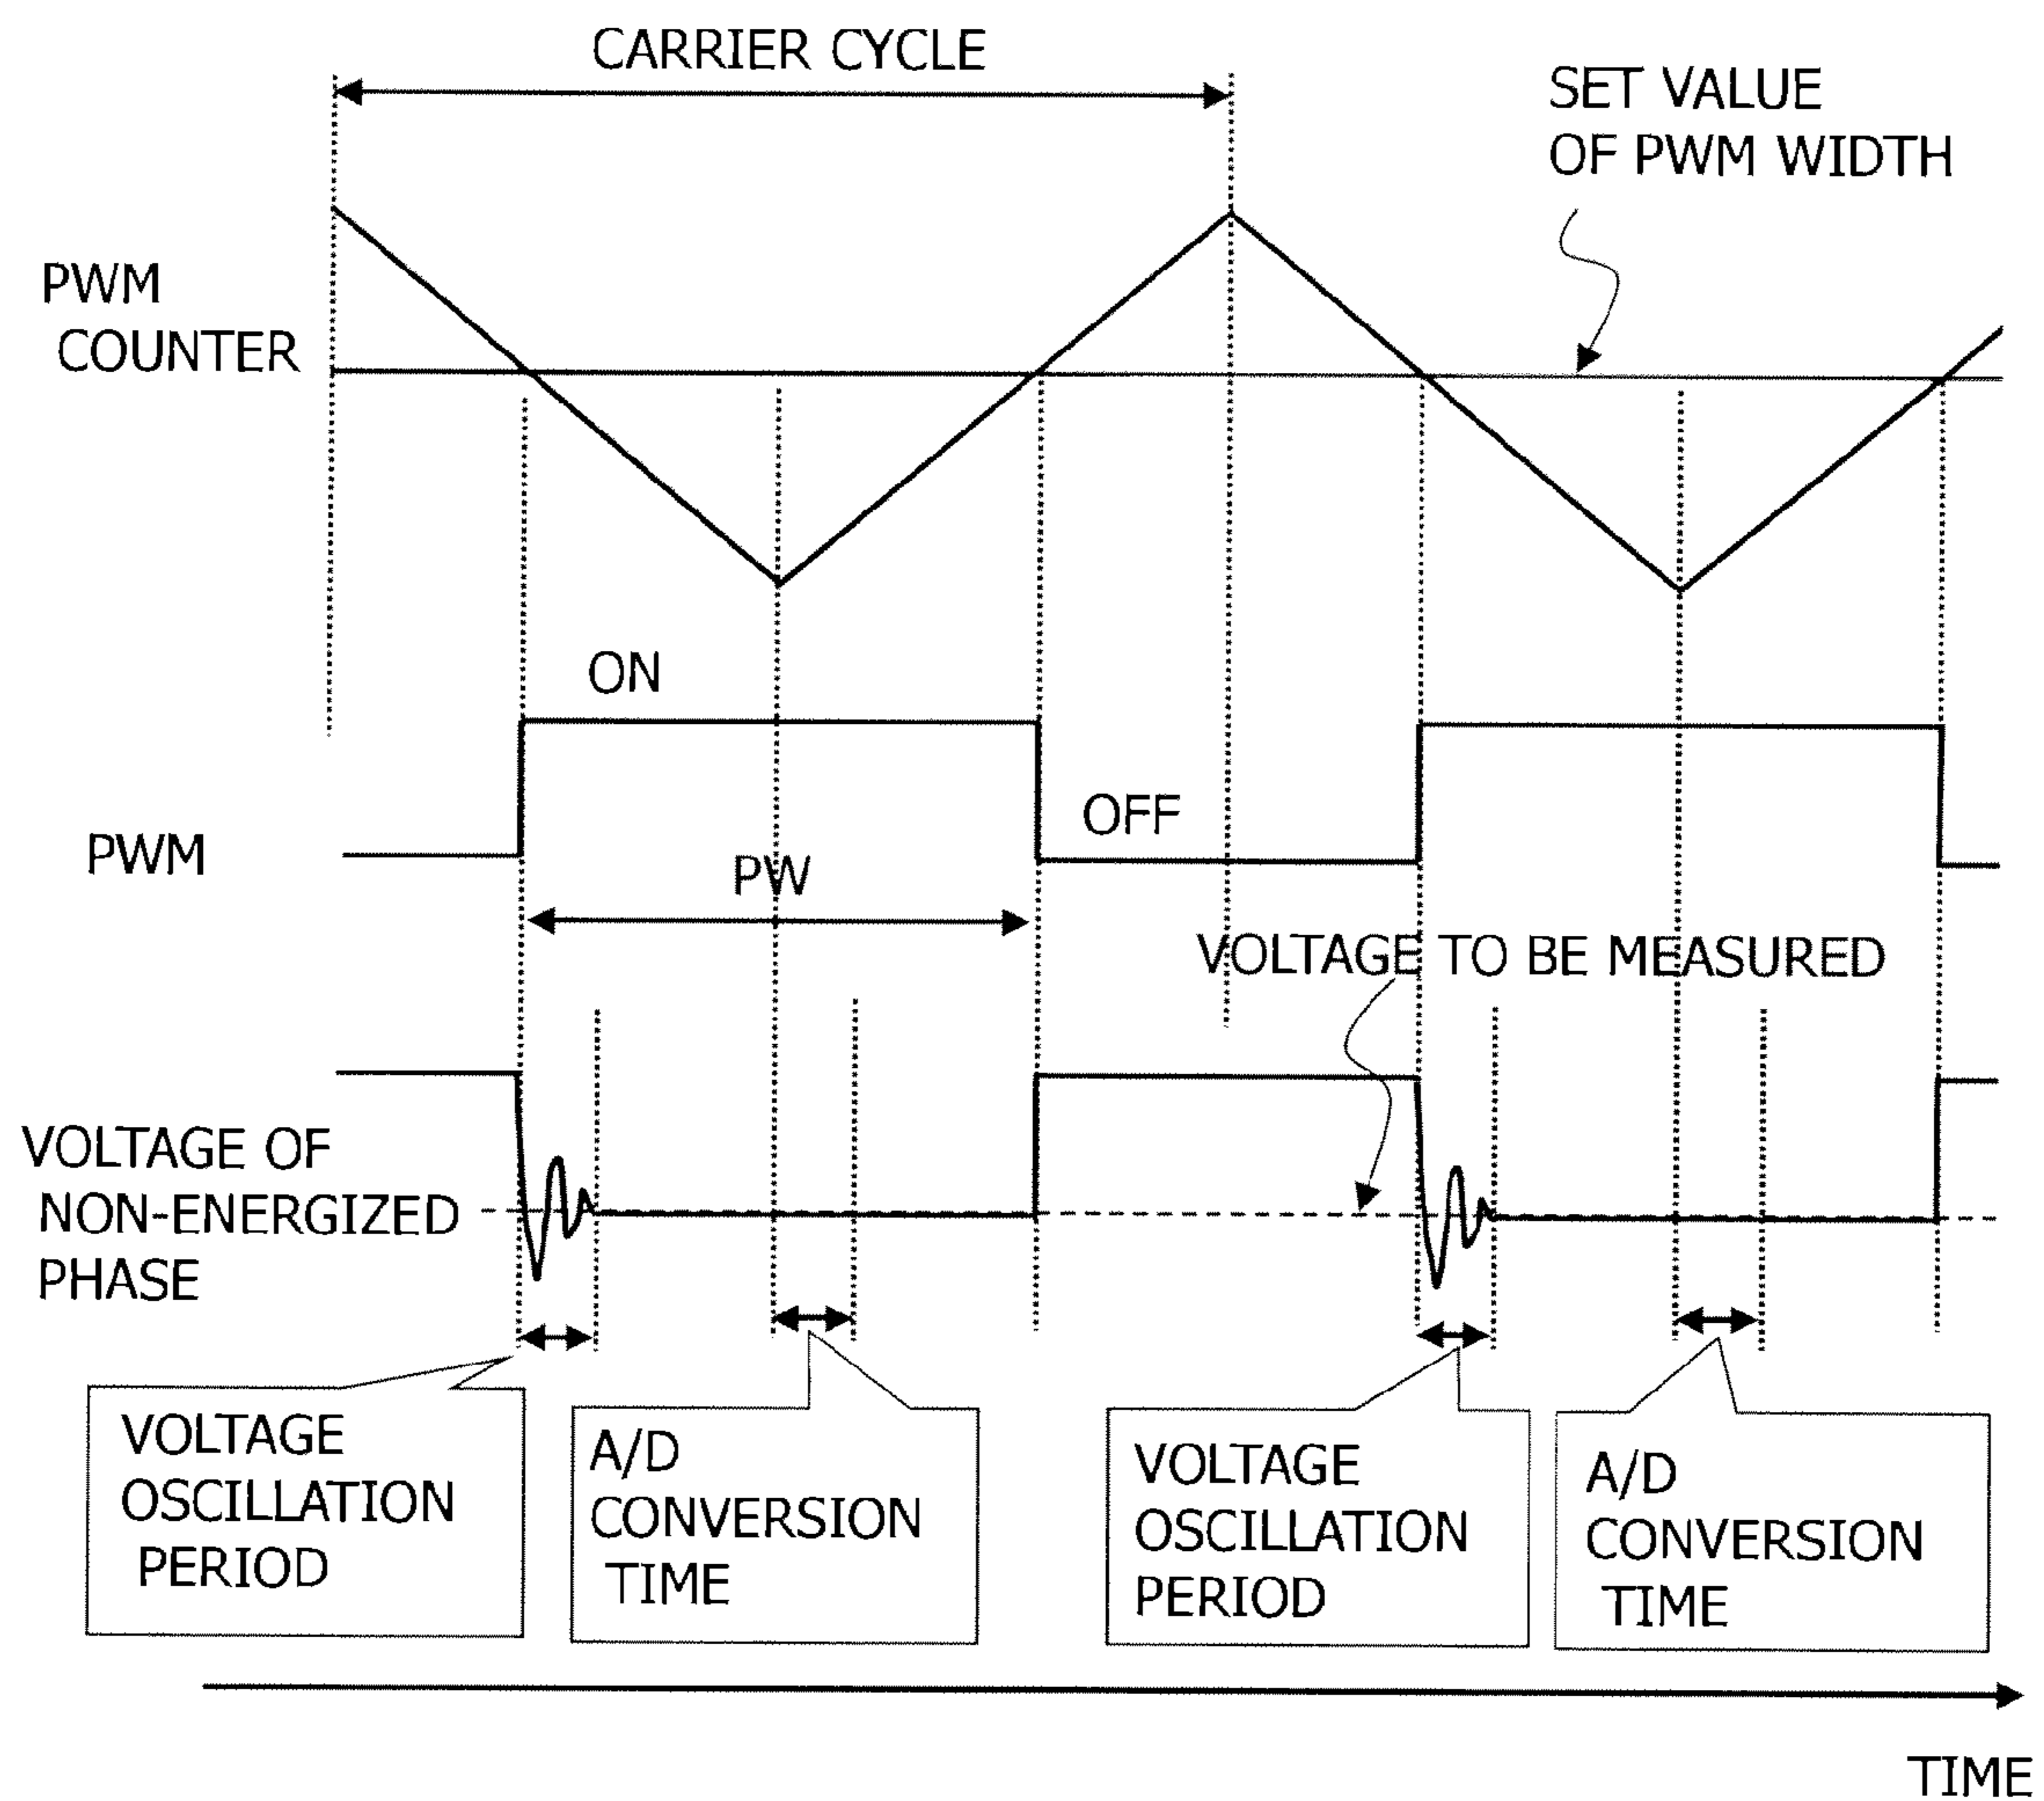 CARRIER CYCLE
SET VALUE
OF PWM WIDTH
PWM
COUNTER
ON
OFF
PWM
PW
VOLTAGE TO BE MEASURED
VOLTAGE OF
NON-ENERGIZED
PHASE
VOLTAGE
OSCILLATION
PERIOD
A/D
CONVERSION
TIME
VOLTAGE
OSCILLATION
PERIOD
A/D
CONVERSION
TIME
TIME